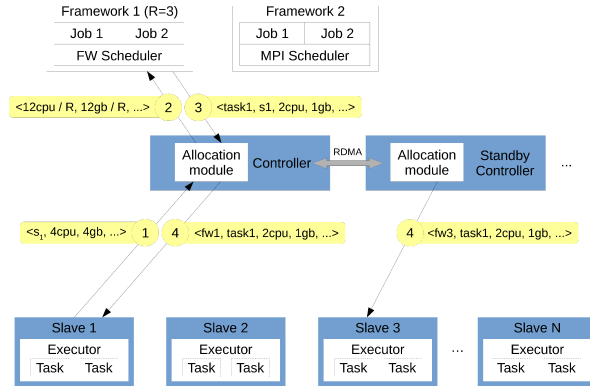 Framework 1 (R=3)
Job 1 Job 2
FW Scheduler
Framework 2
Job 1 Job 2
MPI Scheduler
<12cpu / R, 12gb / R, ...> 2
3 <task1, s1, 2cpu, 1gb, ...>
Allocation
module
Controller
RDMA
Allocation
module
Standby
Controller
...
<s1, 4cpu, 4gb, ...> 1
4 <fw1, task1, 2cpu, 1gb, ...>
4 <fw3, task1, 2cpu, 1gb, ...>
Slave 1
Executor
Task Task
Slave 2
Executor
Task Task
Slave 3
Executor
Task Task
...
Slave N
Executor
Task Task